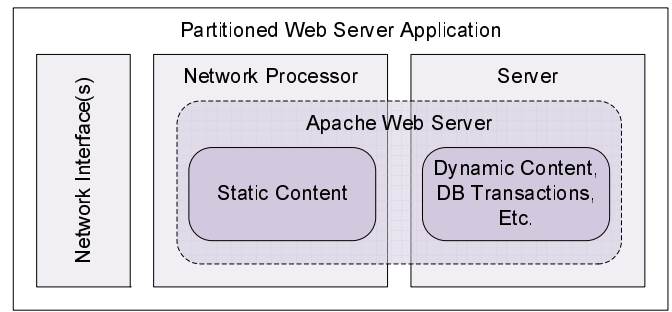 Partitioned Web Server Application
Network Interface(s)
Network Processor
Server
Apache Web Server
Static Content
Dynamic Content,
DB Transactions,
Etc.